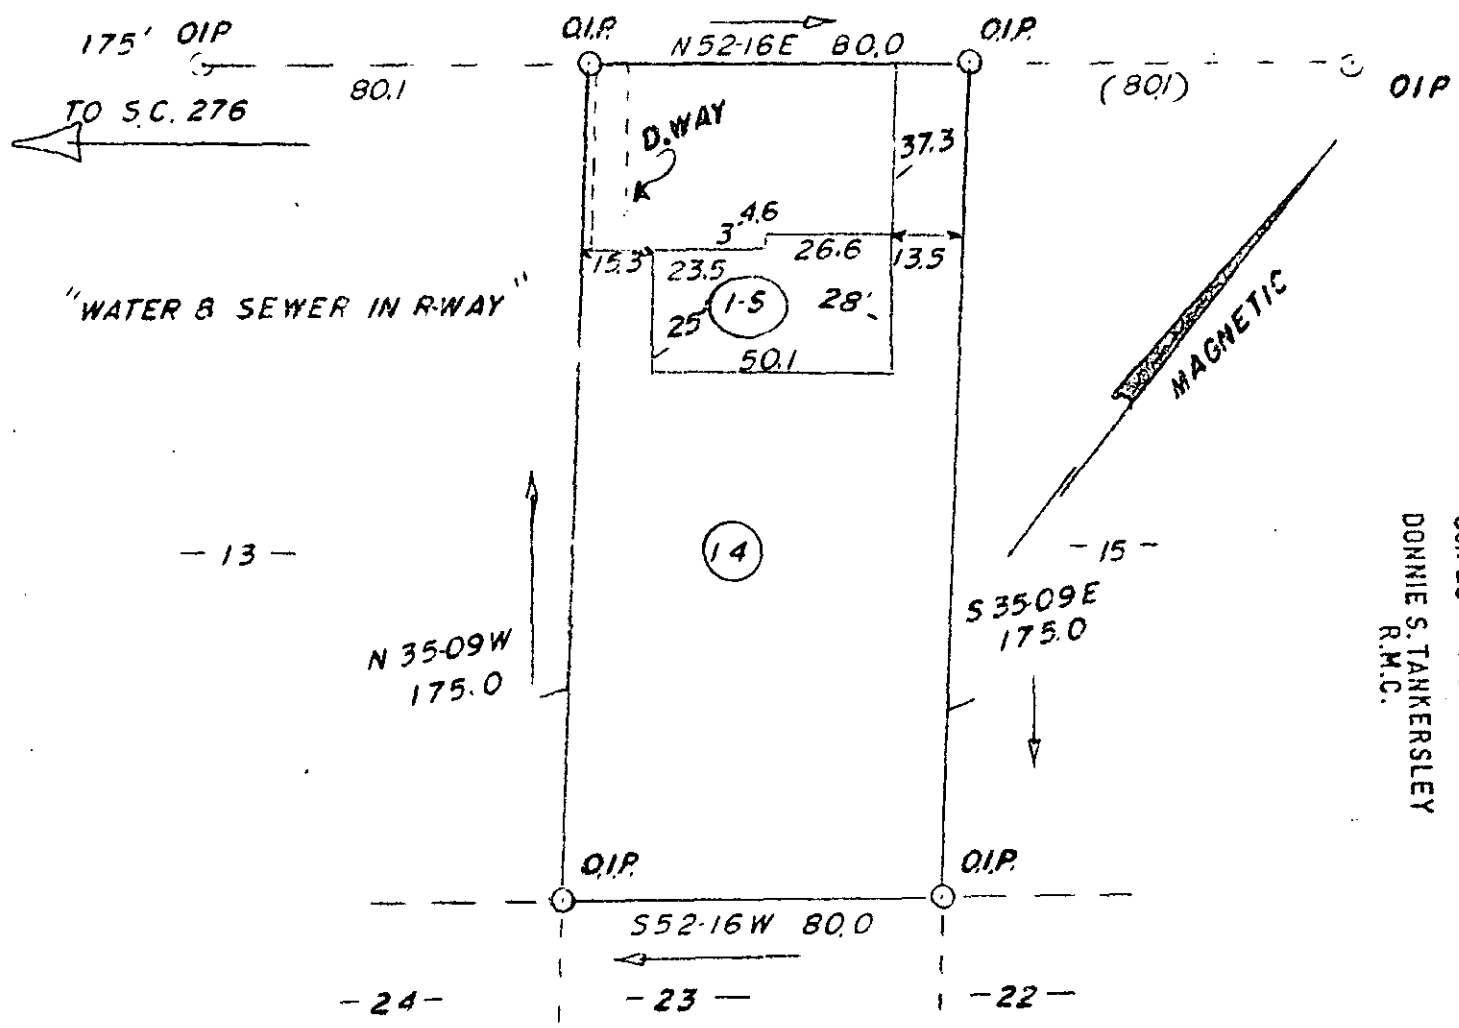 175' OIP
O.I.P.
N52-16E 80.0
O.I.P.
OIP
80.1
(80.1)
TO S.C. 276
D.WAY
37.3
3' 4.6
15.3
23.5
26.6
13.5
"WATER & SEWER IN R-WAY"
25'
1-S
28'
50.1
MAGNETIC
- 13 -
14
- 15 -
N 35-09W
175.0
S 35-09E
175.0
DONNIE S. TANKERSLEY
R.M.C.
O.I.P.
O.I.P.
S52-16W 80.0
-24-
-23-
-22-